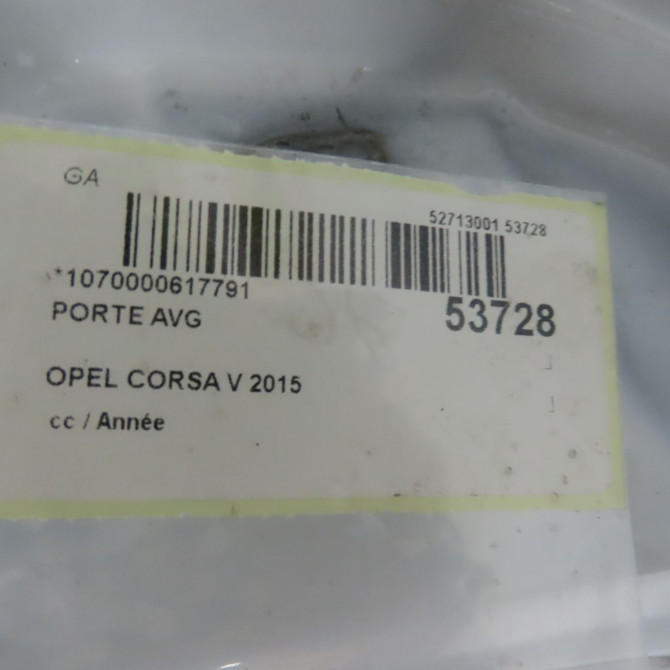 GA
52713001 53728
*1070000617791
53728
PORTE AVG
OPEL CORSA V 2015
cc / Année